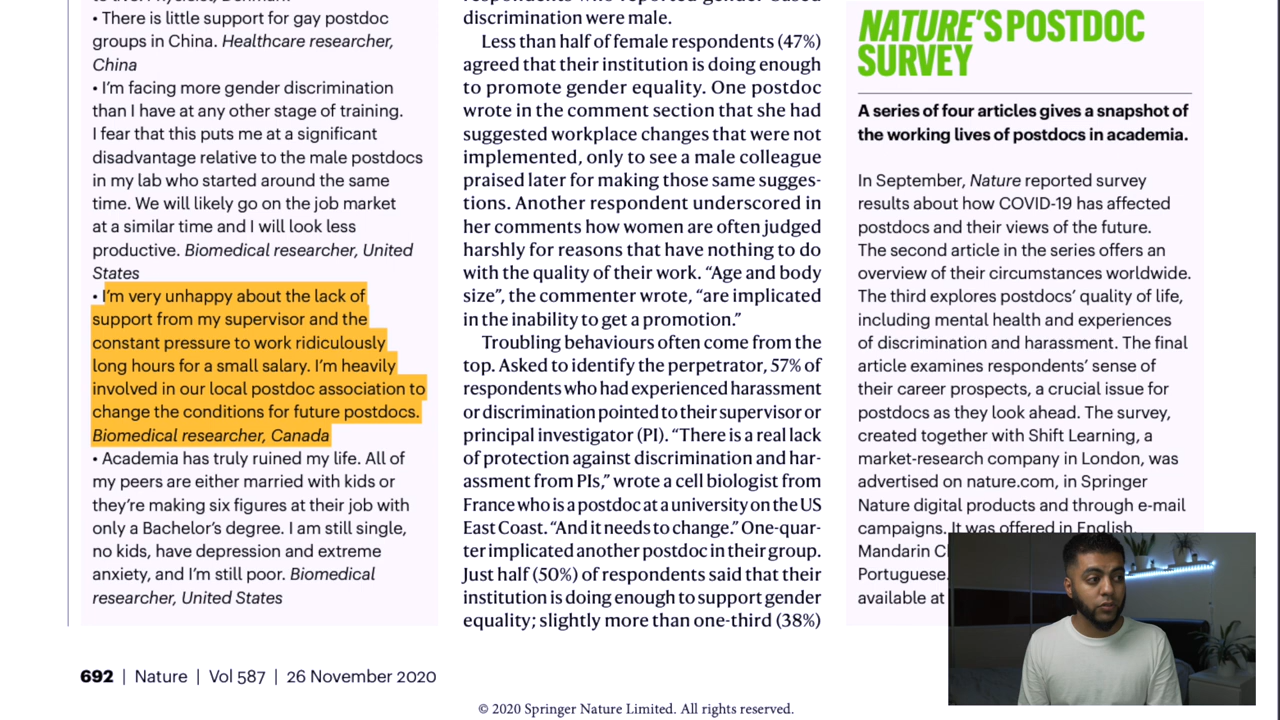 • There is little support for gay postdoc
groups in China. Healthcare researcher,
China
• I'm facing more gender discrimination
than I have at any other stage of training.
I fear that this puts me at a significant
disadvantage relative to the male postdocs
in my lab who started around the same
time. We will likely go on the job market
at a similar time and I will look less
productive. Biomedical researcher, United
States
• I'm very unhappy about the lack of
support from my supervisor and the
constant pressure to work ridiculously
long hours for a small salary. I'm heavily
involved in our local postdoc association to
change the conditions for future postdocs.
Biomedical researcher, Canada
• Academia has truly ruined my life. All of
my peers are either married with kids or
they're making six figures at their job with
only a Bachelor's degree. I am still single,
no kids, have depression and extreme
anxiety, and I'm still poor. Biomedical
researcher, United States
discrimination were male.
Less than half of female respondents (47%)
agreed that their institution is doing enough
to promote gender equality. One postdoc
wrote in the comment section that she had
suggested workplace changes that were not
implemented, only to see a male colleague
praised later for making those same sugges-
tions. Another respondent underscored in
her comments how women are often judged
harshly for reasons that have nothing to do
with the quality of their work. “Age and body
size”, the commenter wrote, “are implicated
in the inability to get a promotion.”
Troubling behaviours often come from the
top. Asked to identify the perpetrator, 57% of
respondents who had experienced harassment
or discrimination pointed to their supervisor or
principal investigator (PI). “There is a real lack
of protection against discrimination and har-
assment from PIs,” wrote a cell biologist from
France who is a postdoc at a university on the US
East Coast. “And it needs to change.” One-quar-
ter implicated another postdoc in their group.
Just half (50%) of respondents said that their
institution is doing enough to support gender
equality; slightly more than one-third (38%)
NATURE'S POSTDOC
SURVEY
A series of four articles gives a snapshot of
the working lives of postdocs in academia.
In September, Nature reported survey
results about how COVID-19 has affected
postdocs and their views of the future.
The second article in the series offers an
overview of their circumstances worldwide.
The third explores postdocs' quality of life,
including mental health and experiences
of discrimination and harassment. The final
article examines respondents' sense of
their career prospects, a crucial issue for
postdocs as they look ahead. The survey,
created together with Shift Learning, a
market-research company in London, was
advertised on nature.com, in Springer
Nature digital products and through e-mail
campaigns. It was offered in English,
Mandarin
Portuguese.
available at
692 | Nature | Vol 587 | 26 November 2020
© 2020 Springer Nature Limited. All rights reserved.